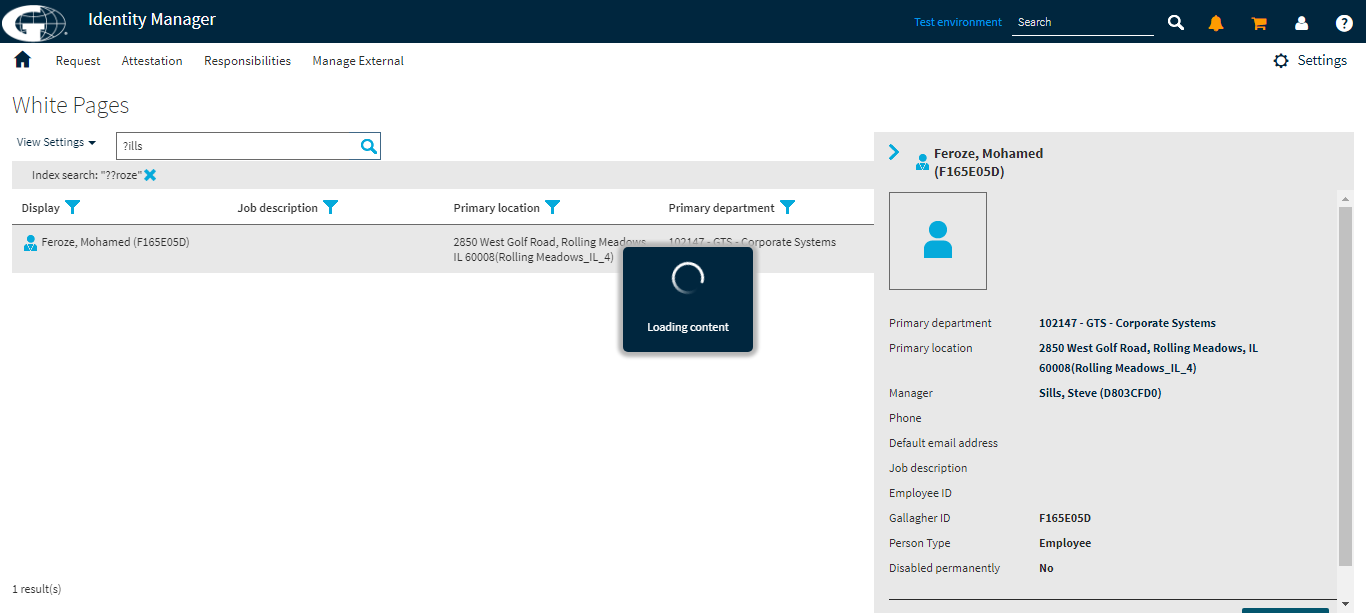 Identity Manager
Test environment
Search
Request
Attestation
Responsibilities
Manage External
Settings
White Pages
View Settings
?ills
Index search: "??roze"
Display
Job description
Primary location
Primary department
Feroze, Mohamed (F165E05D)
2850 West Golf Road, Rolling Meadows,
IL 60008(Rolling Meadows_IL_4)
102147 - GTS - Corporate Systems
Loading content
1 result(s)
Feroze, Mohamed
(F165E05D)
Primary department 102147 - GTS - Corporate Systems
Primary location 2850 West Golf Road, Rolling Meadows, IL
60008(Rolling Meadows_IL_4)
Manager Sills, Steve (D803CFD0)
Phone
Default email address
Job description
Employee ID
Gallagher ID F165E05D
Person Type Employee
Disabled permanently No